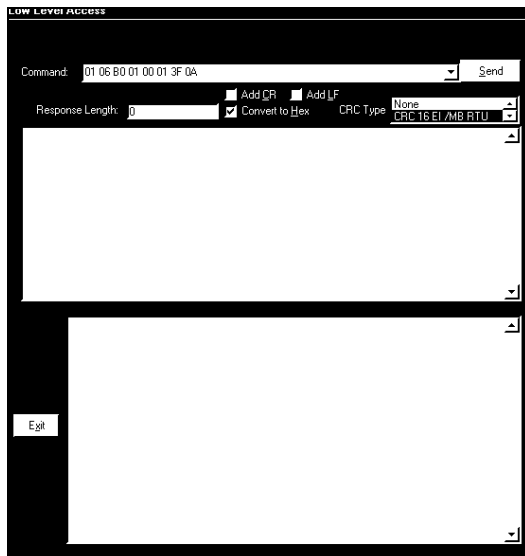 Low Level Access
Command: 01 06 B0 01 00 01 3F 0A Send
Add CR Add LF
Response Length: 0 Convert to Hex CRC Type None
CRC 16 EI /MB RTU
Exit